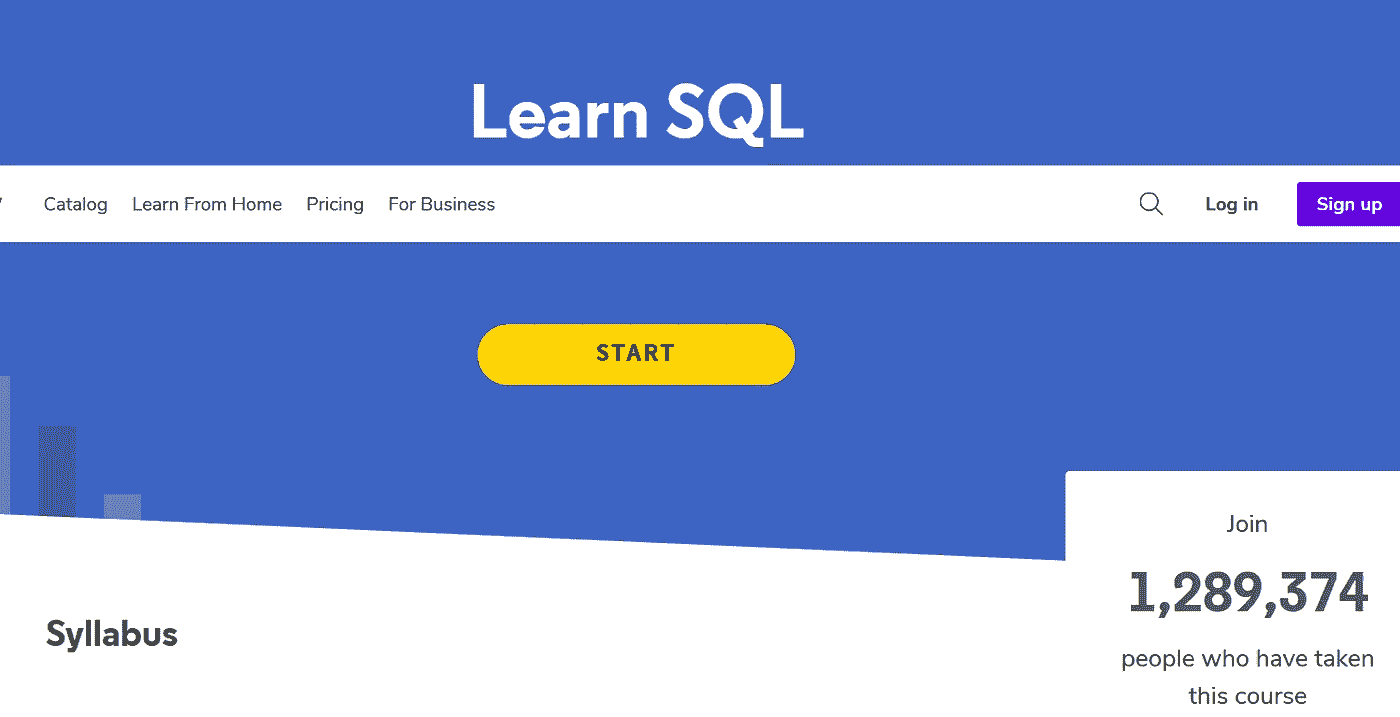 Learn SQL
Catalog Learn From Home Pricing For Business Log in Sign up
START
Join
1,289,374
people who have taken
this course
Syllabus